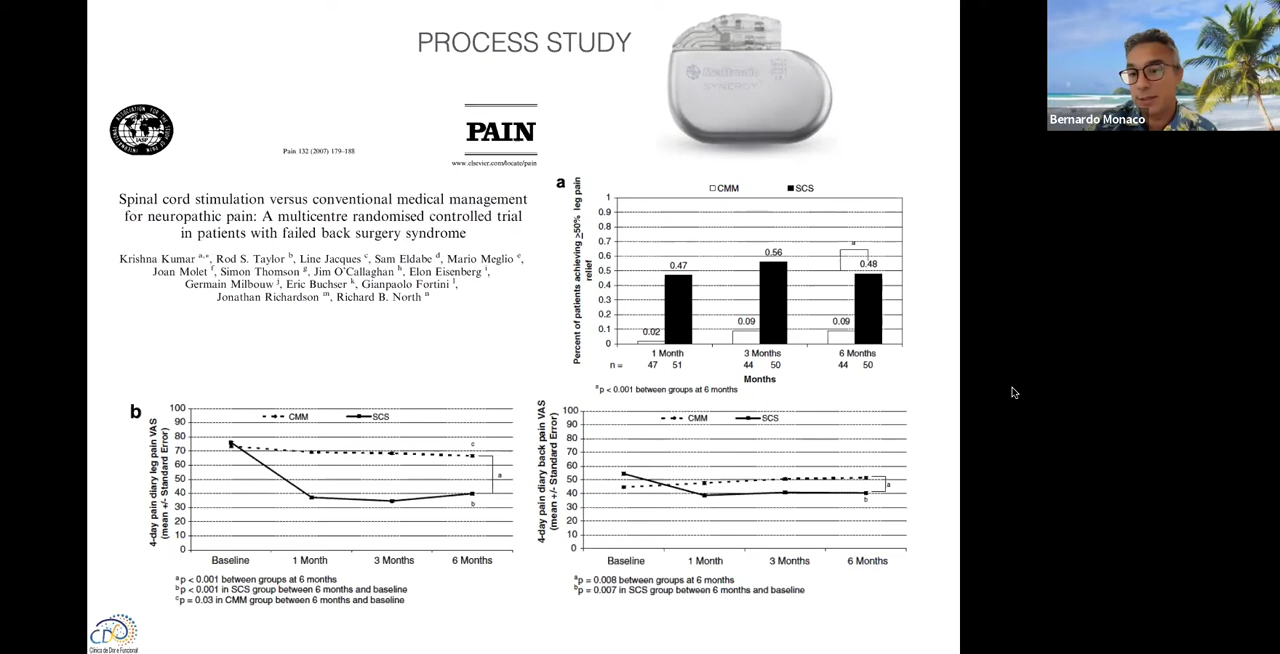 PROCESS STUDY
Medtronic
SYNERGY
Bernardo Monaco
IASP
PAIN
Pain 132 (2007) 179–188
www.elsevier.com/locate/pain
Spinal cord stimulation versus conventional medical management
for neuropathic pain: A multicentre randomised controlled trial
in patients with failed back surgery syndrome
Krishna Kumar a,*, Rod S. Taylor b, Line Jacques c, Sam Eldabe d, Mario Meglio e,
Joan Molet f, Simon Thomson g, Jim O'Callaghan h, Elon Eisenberg i,
Germain Milbouw j, Eric Buchser k, Gianpaolo Fortini l,
Jonathan Richardson m, Richard B. North n
a
CMM SCS
Percent of patients achieving ≥50% leg pain
relief
1
0.9
0.8
0.7
0.6
0.5
0.4
0.3
0.2
0.1
0
0.02 0.47 0.09 0.56 0.09 0.48
a
1 Month 3 Months 6 Months
n = 47 51 44 50 44 50
Months
a p < 0.001 between groups at 6 months
b
CMM SCS
4-day pain diary leg pain VAS
(mean +/- Standard Error)
100
90
80
70
60
50
40
30
20
10
0
c
a
b
Baseline 1 Month 3 Months 6 Months
a p < 0.001 between groups at 6 months
b p < 0.001 in SCS group between 6 months and baseline
c p = 0.03 in CMM group between 6 months and baseline
CMM SCS
4-day pain diary back pain VAS
(mean +/- Standard Error)
100
90
80
70
60
50
40
30
20
10
0
a
b
Baseline 1 Month 3 Months 6 Months
a p = 0.008 between groups at 6 months
b p = 0.007 in SCS group between 6 months and baseline
Clínica de Dor e Funcional